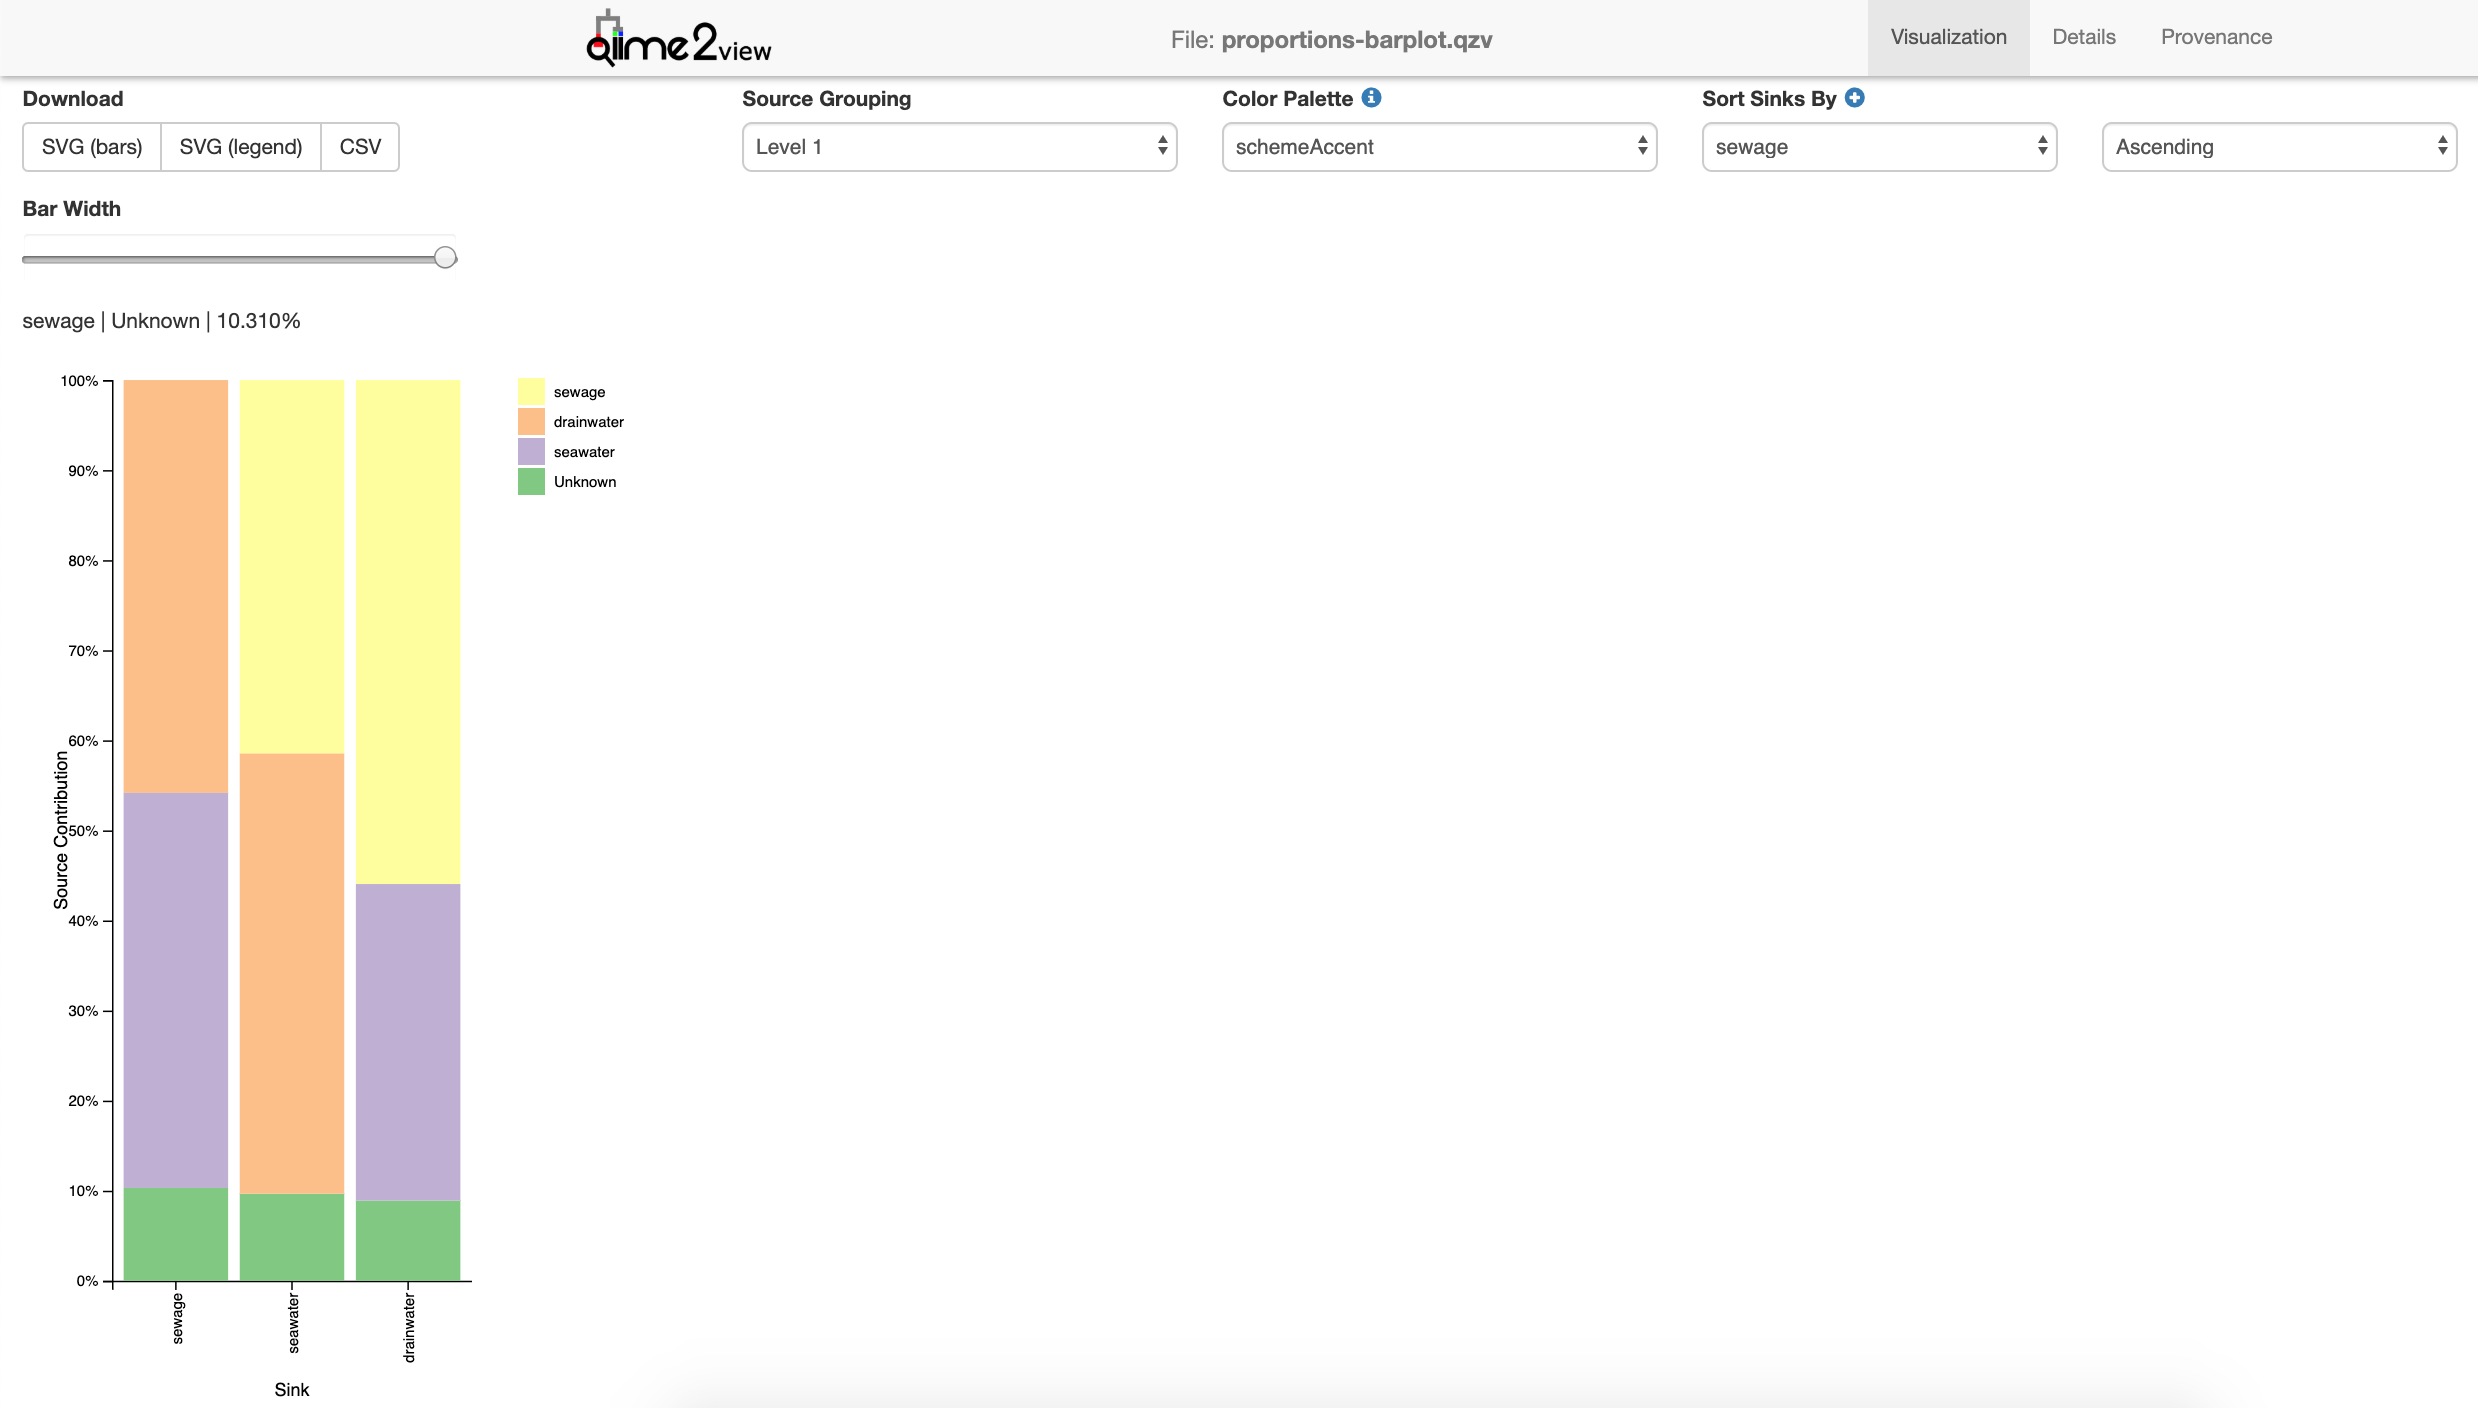 qiime2view
File: proportions-barplot.qzv
Visualization
Details
Provenance
Download
Source Grouping
Color Palette
Sort Sinks By
SVG (bars)
SVG (legend)
CSV
Level 1
schemeAccent
sewage
Ascending
Bar Width
sewage | Unknown | 10.310%
100%
90%
80%
70%
60%
50%
40%
30%
20%
10%
0%
Source Contribution
sewage
drainwater
seawater
Unknown
sewage
seawater
drainwater
Sink